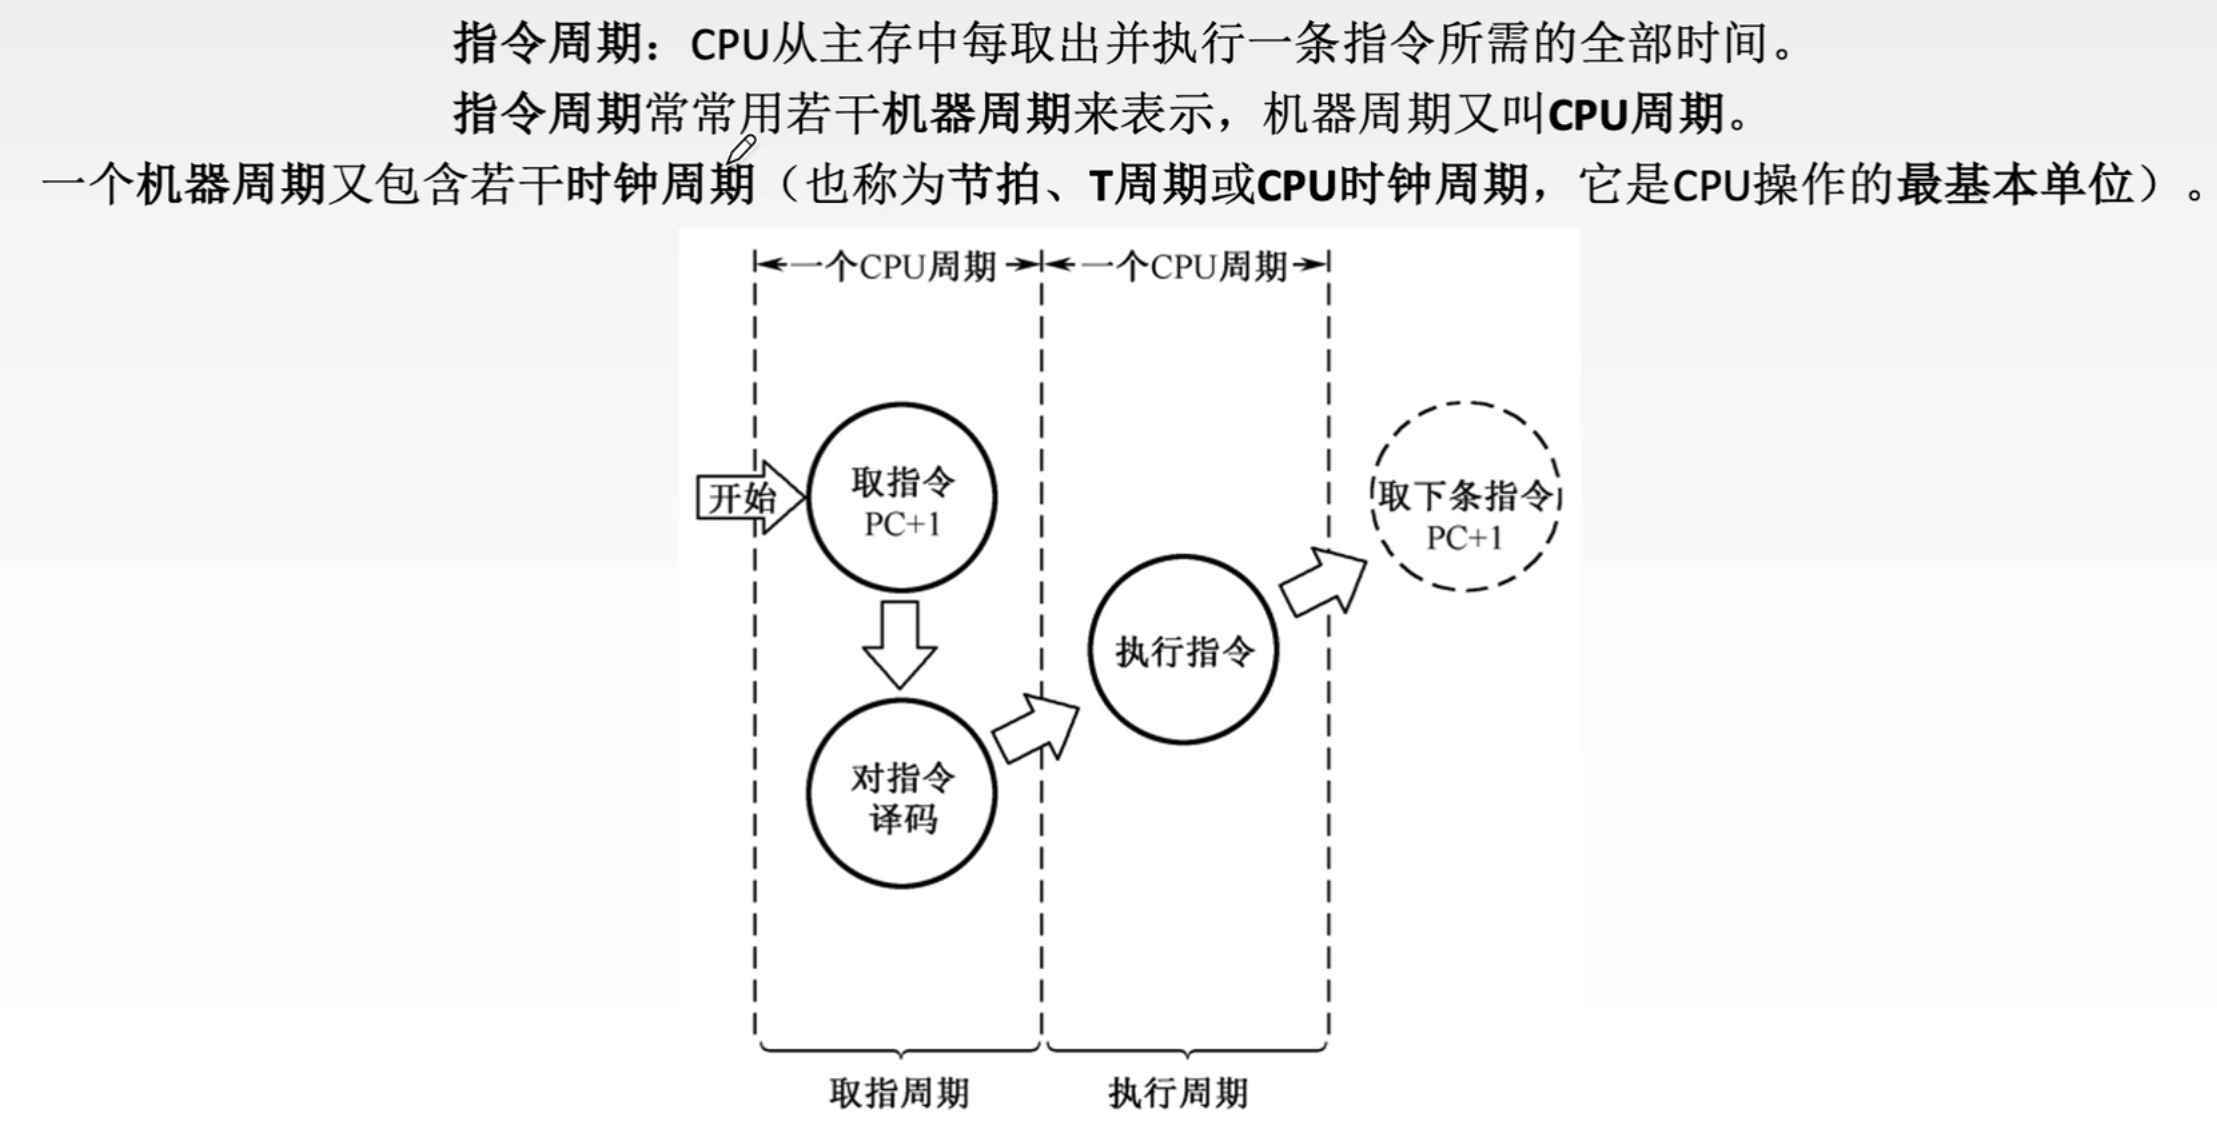 指令周期：CPU从主存中每取出并执行一条指令所需的全部时间。
指令周期常常用若干机器周期来表示，机器周期又叫CPU周期。
一个机器周期又包含若干时钟周期（也称为节拍、T周期或CPU时钟周期，它是CPU操作的最基本单位）。
一个CPU周期
一个CPU周期
开始
取指令
PC+1
对指令
译码
执行指令
取下条指令
PC+1
取指周期
执行周期